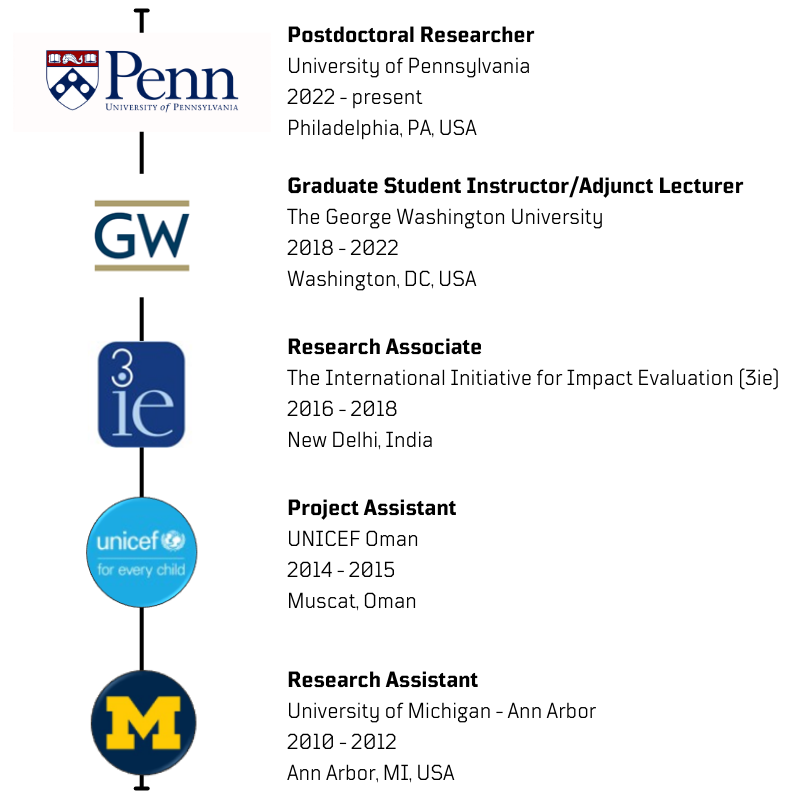 Penn
UNIVERSITY OF PENNSYLVANIA
Postdoctoral Researcher
University of Pennsylvania
2022 - present
Philadelphia, PA, USA
GW
Graduate Student Instructor/Adjunct Lecturer
The George Washington University
2018 - 2022
Washington, DC, USA
3
ie
Research Associate
The International Initiative for Impact Evaluation (3ie)
2016 - 2018
New Delhi, India
unicef
for every child
Project Assistant
UNICEF Oman
2014 - 2015
Muscat, Oman
M
Research Assistant
University of Michigan - Ann Arbor
2010 - 2012
Ann Arbor, MI, USA